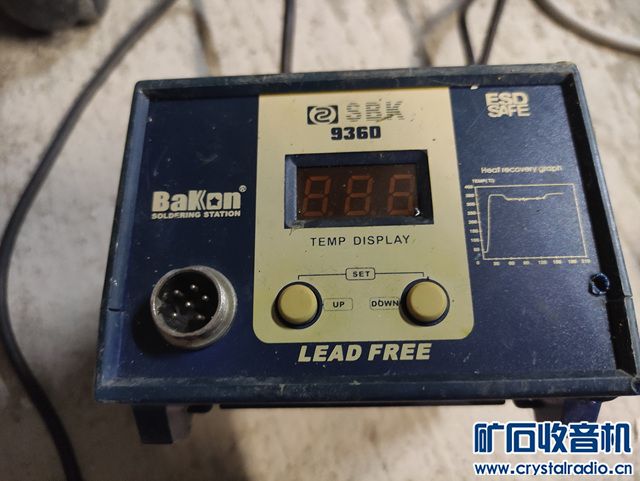 SBK
936D
ESD
SAFE
888
BaKon®
SOLDERING STATION
TEMP DISPLAY
Heat recovery graph
TEMP(℃)
SET
UP
DOWN
LEAD FREE
矿石收音机
www.crystalradio.cn